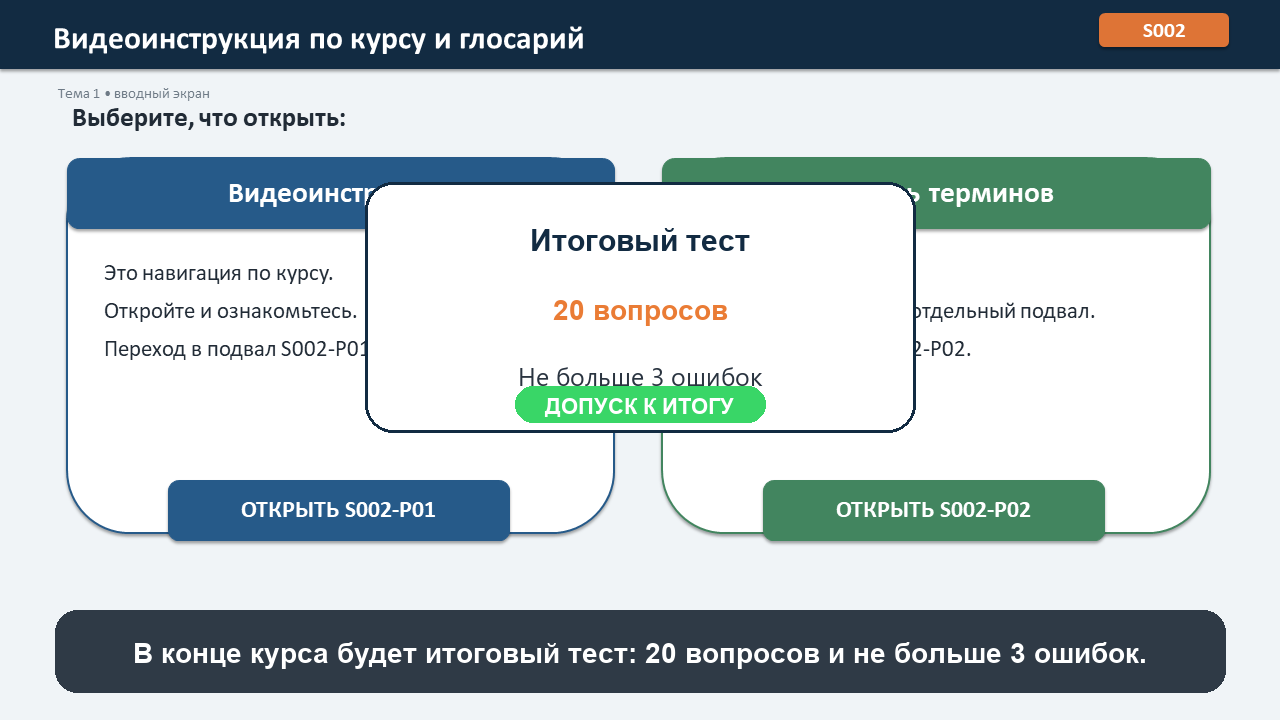 Видеоинструкция по курсу и глосарий
S002
Тема 1 • вводный экран
Выберите, что открыть:
Видеоинстр
ь терминов
Итоговый тест
20 вопросов
Не больше 3 ошибок
ДОПУСК К ИТОГУ
Это навигация по курсу.
Откройте и ознакомьтесь.
Переход в подвал S002-P01
отдельный подвал.
2-P02.
ОТКРЫТЬ S002-P01
ОТКРЫТЬ S002-P02
В конце курса будет итоговый тест: 20 вопросов и не больше 3 ошибок.